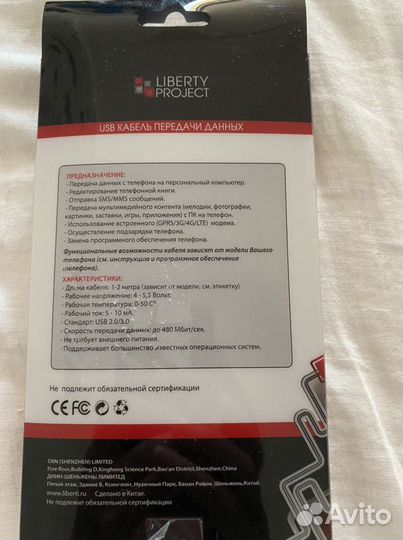 LIBERTY
PROJECT
USB КАБЕЛЬ ПЕРЕДАЧИ ДАННЫХ
ПРЕДНАЗНАЧЕНИЕ:
- Передача данных с телефона на персональный компьютер.
- Редактирование телефонной книги.
- Отправка SMS/MMS сообщений.
- Передача мультимедийного контента (мелодии, фотографии,
картинки, заставки, игры, приложения) с ПК на телефон.
- Использование встроенного (GPRS/3G/4G/LTE) модема.
- Осуществление подзарядки телефона.
- Замена программного обеспечения телефона.
Функциональные возможности кабеля зависят от модели Вашего
телефона (см. инструкцию и программное обеспечение
телефона).
ХАРАКТЕРИСТИКИ:
- Длина кабеля: 1-2 метра (зависит от модели, см. этикетку)
- Рабочее напряжение: 4 - 5,5 Вольт.
- Рабочая температура: 0-50 C°
- Рабочий ток: 5 - 10 мА.
- Стандарт: USB 2.0/3.0
- Скорость передачи данных: до 480 Мбит/сек.
- Не требует внешнего питания.
- Поддерживает большинство известных операционных систем.
Не подлежит обязательной сертификации
CE FC
DIIN (SHENZHEN) LIMITED
Five floor,Building D,Xinghong Science Park,Bao'an District,Shenzhen,China
ДИИН (ШЕНЬЖЕНЬ) ЛИМИТЕД
Пятый этаж, Здание Б, Ксингконг, Научный Парк, Баоан Район, Шеньжень,Китай
www.liberti.ru Сделано в Китае.
Не подлежит обязательной сертификации
Avito